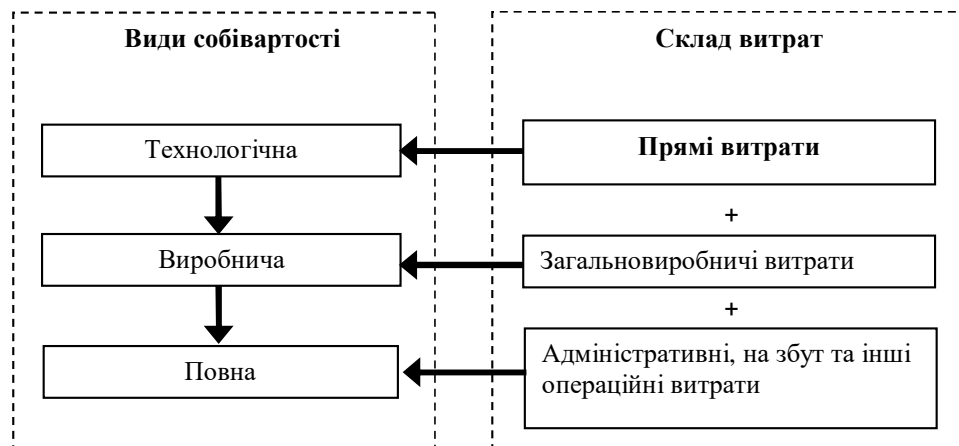 Види собівартості
Склад витрат
Технологічна
Прямі витрати
+
Виробнича
Загальновиробничі витрати
+
Повна
Адміністративні, на збут та інші
операційні витрати